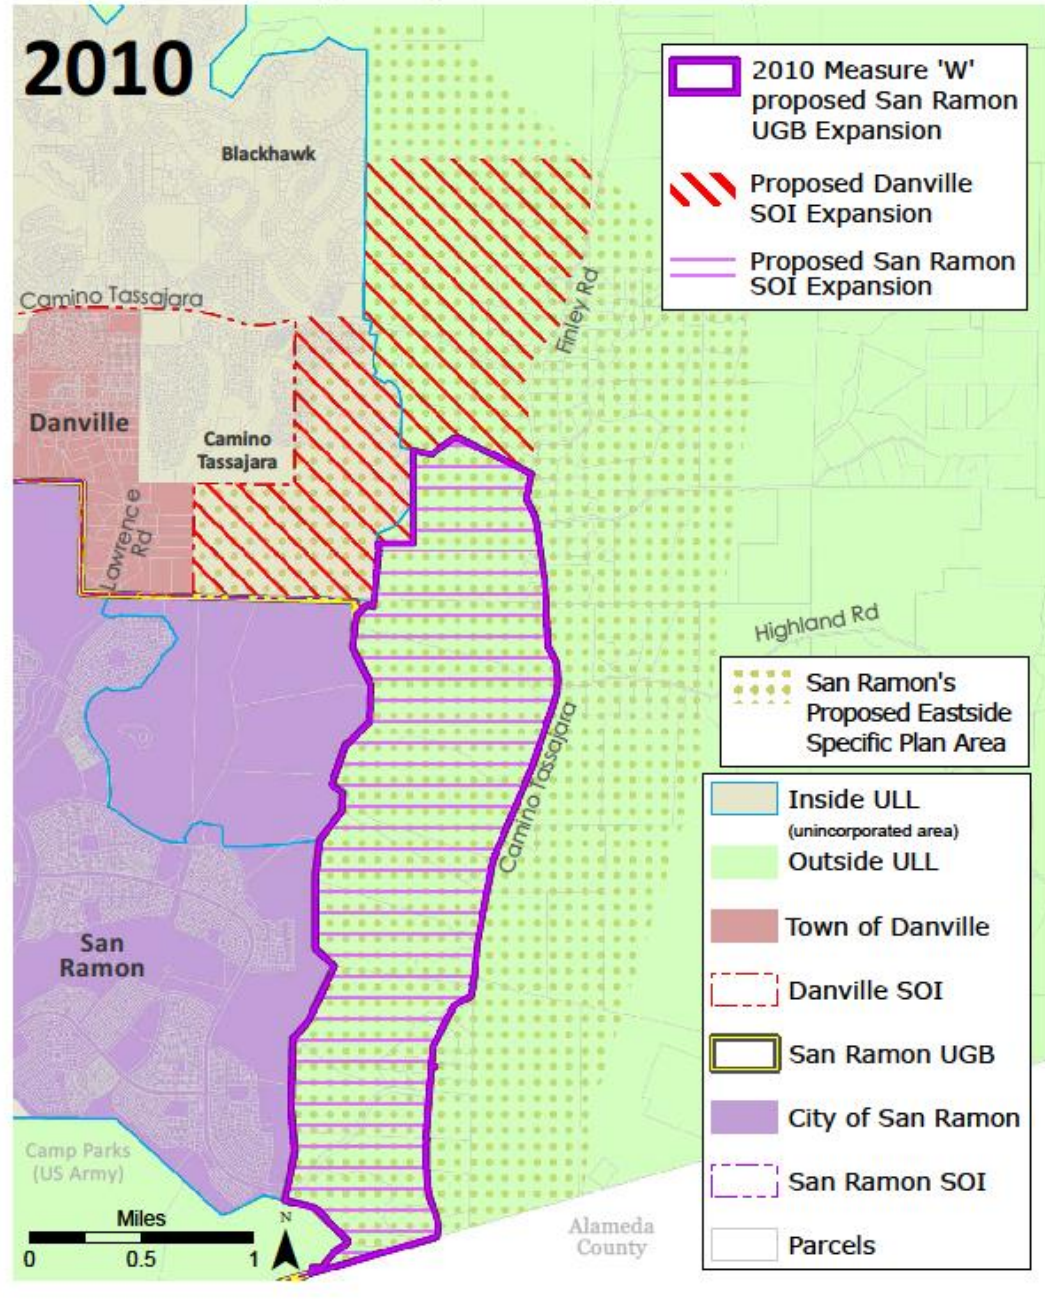 2010
2010 Measure 'W'
proposed San Ramon
UGB Expansion
Proposed Danville
SOI Expansion
Proposed San Ramon
SOI Expansion
Blackhawk
Camino Tassajara
Finley Rd
Danville
Camino
Tassajara
Lawrence
Rd
Highland Rd
San Ramon's
Proposed Eastside
Specific Plan Area
Camino Tassajara
Inside ULL
(unincorporated area)
Outside ULL
Town of Danville
Danville SOI
San Ramon UGB
City of San Ramon
San Ramon SOI
Parcels
San
Ramon
Camp Parks
(US Army)
Miles
0 0.5 1
N
Alameda
County